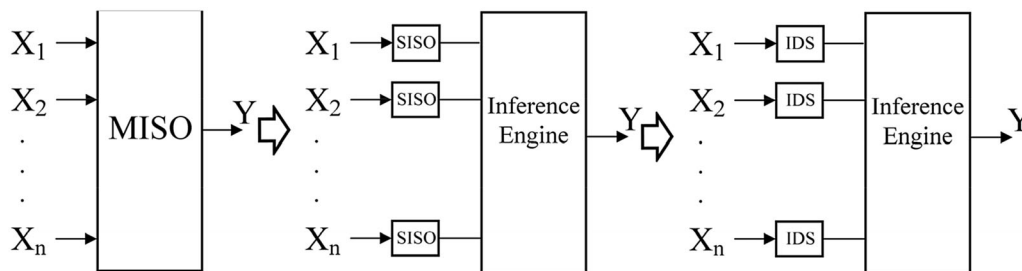 X1
X2
.
.
.
Xn
MISO
Y
X1
X2
.
.
.
Xn
SISO
SISO
SISO
Inference
Engine
Y
X1
X2
.
.
.
Xn
IDS
IDS
IDS
Inference
Engine
Y